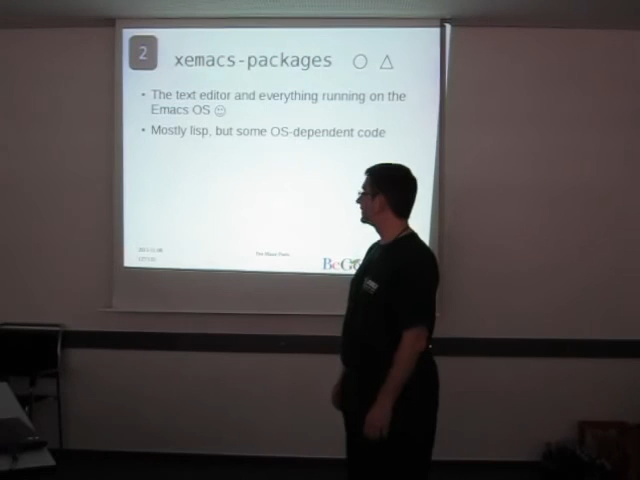 2
xemacs-packages ○ △
• The text editor and everything running on the
Emacs OS ☺
• Mostly lisp, but some OS-dependent code
BeGe